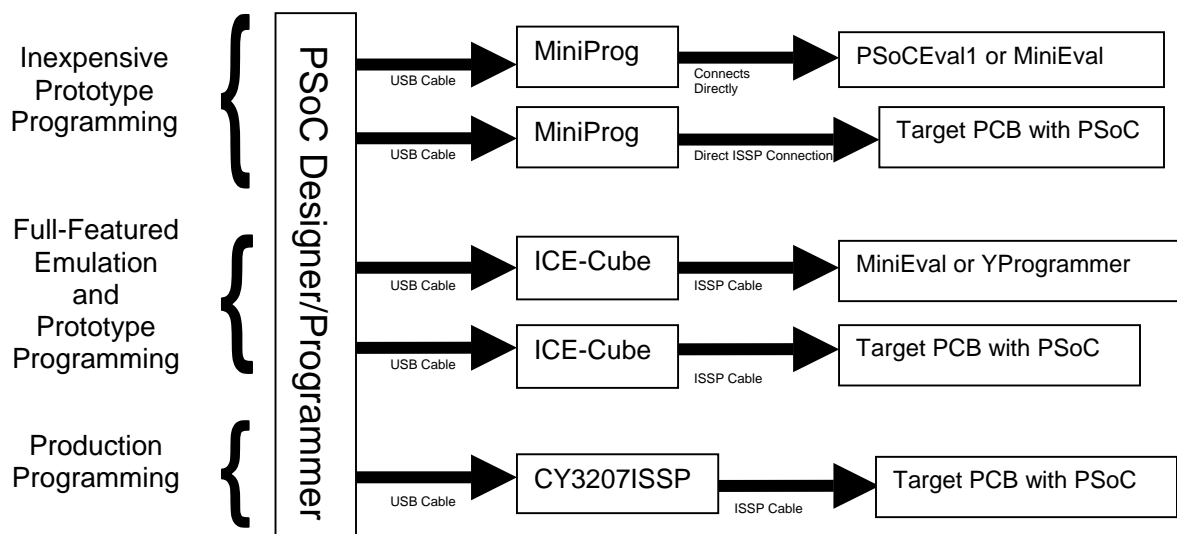 Inexpensive
Prototype
Programming
Full-Featured
Emulation
and
Prototype
Programming
Production
Programming
PSoC Designer/Programmer
USB Cable
MiniProg
Connects
Directly
PSoCEval1 or MiniEval
USB Cable
MiniProg
Direct ISSP Connection
Target PCB with PSoC
USB Cable
ICE-Cube
ISSP Cable
MiniEval or YProgrammer
USB Cable
ICE-Cube
ISSP Cable
Target PCB with PSoC
USB Cable
CY3207ISSP
ISSP Cable
Target PCB with PSoC